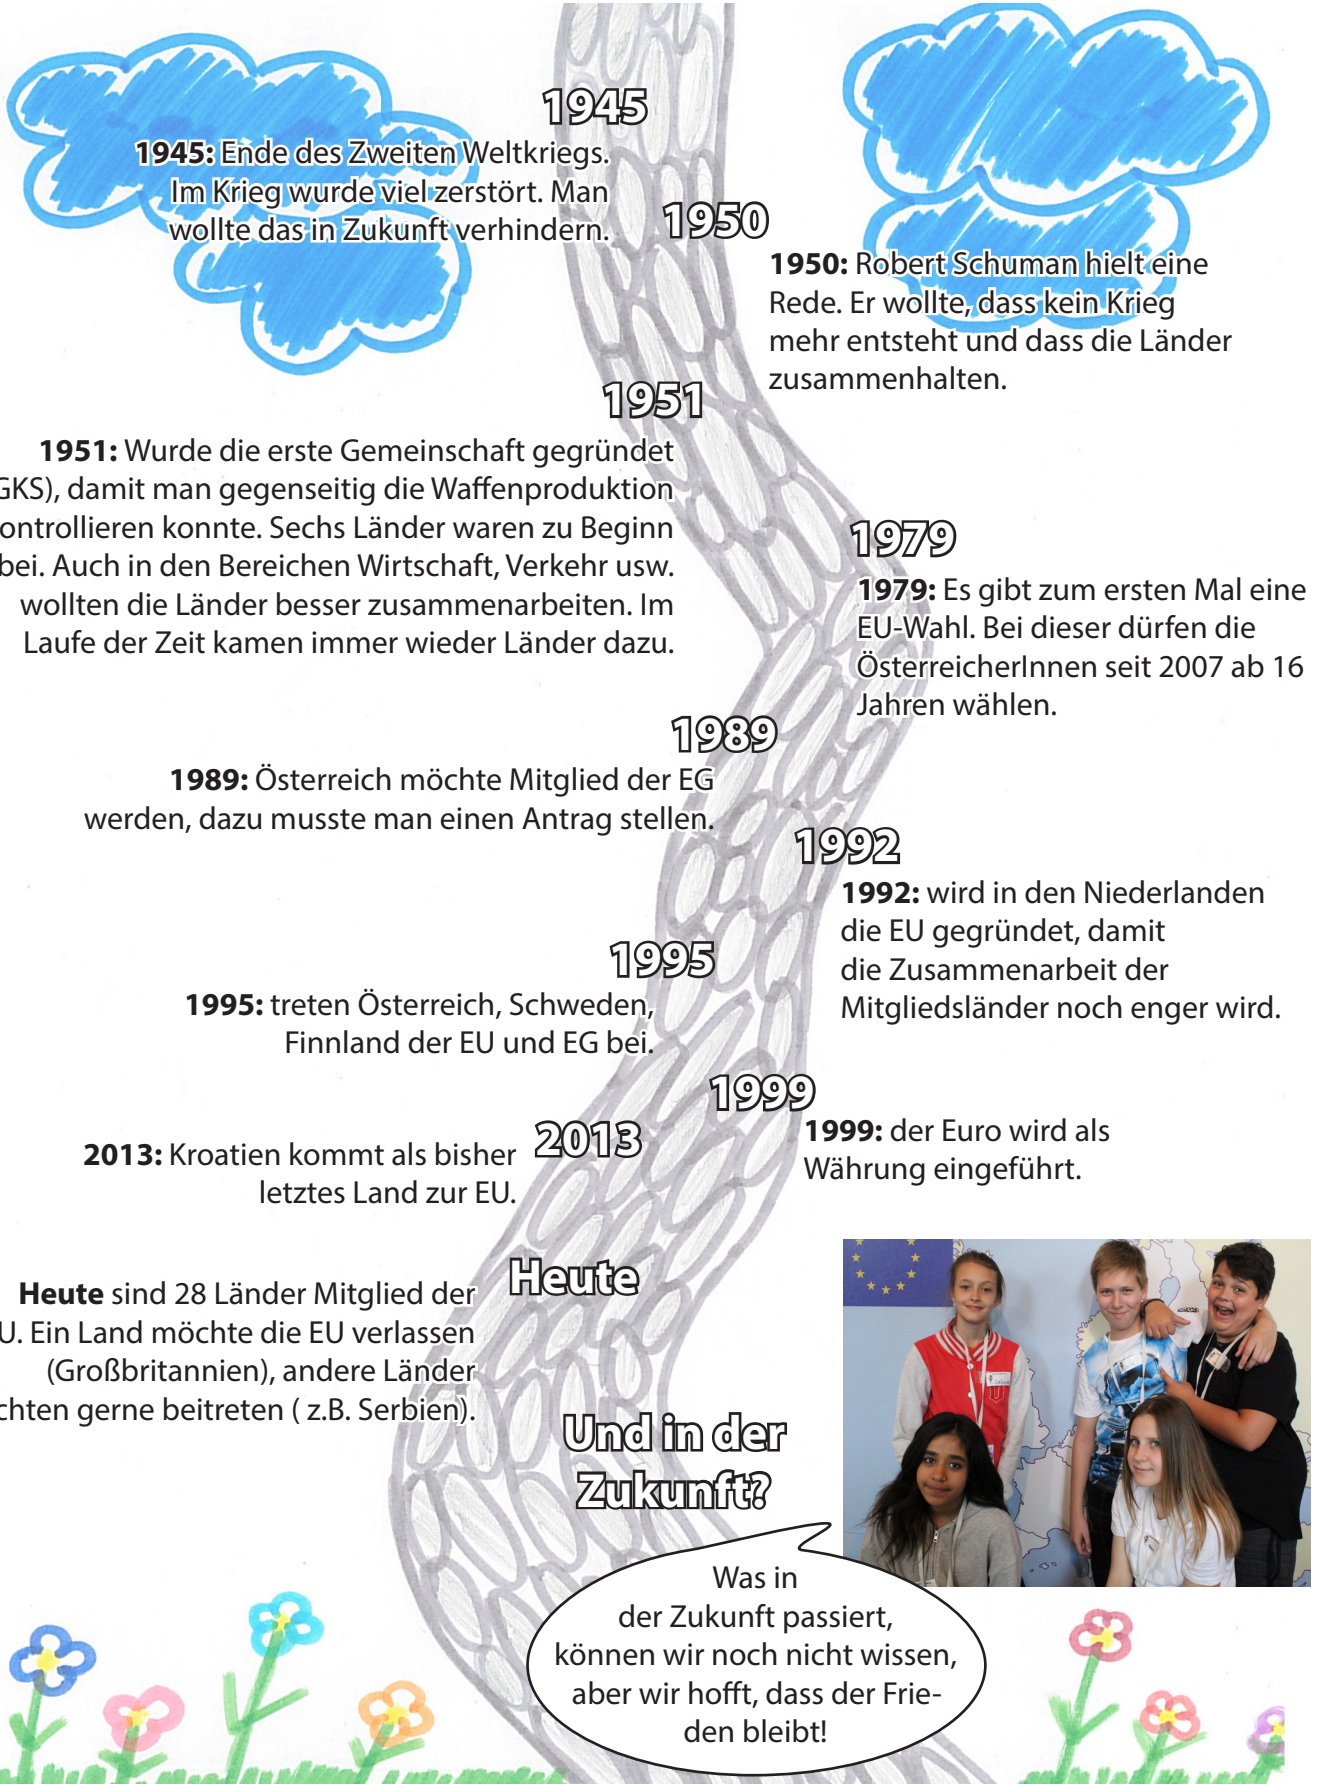 1945
1945: Ende des Zweiten Weltkriegs.
Im Krieg wurde viel zerstört. Man
wollte das in Zukunft verhindern.
1950
1950: Robert Schuman hielt eine
Rede. Er wollte, dass kein Krieg
mehr entsteht und dass die Länder
zusammenhalten.
1951
1951: Wurde die erste Gemeinschaft gegründet
GKS), damit man gegenseitig die Waffenproduktion
ontrollieren konnte. Sechs Länder waren zu Beginn
bei. Auch in den Bereichen Wirtschaft, Verkehr usw.
wollten die Länder besser zusammenarbeiten. Im
Laufe der Zeit kamen immer wieder Länder dazu.
1979
1979: Es gibt zum ersten Mal eine
EU-Wahl. Bei dieser dürfen die
ÖsterreicherInnen seit 2007 ab 16
Jahren wählen.
1989
1989: Österreich möchte Mitglied der EG
werden, dazu musste man einen Antrag stellen.
1992
1992: wird in den Niederlanden
die EU gegründet, damit
die Zusammenarbeit der
Mitgliedsländer noch enger wird.
1995
1995: treten Österreich, Schweden,
Finnland der EU und EG bei.
1999
1999: der Euro wird als
Währung eingeführt.
2013
2013: Kroatien kommt als bisher
letztes Land zur EU.
Heute
Heute sind 28 Länder Mitglied der
U. Ein Land möchte die EU verlassen
(Großbritannien), andere Länder
chten gerne beitreten ( z.B. Serbien).
Und in der
Zukunft?
Was in
der Zukunft passiert,
können wir noch nicht wissen,
aber wir hofft, dass der Frie-
den bleibt!